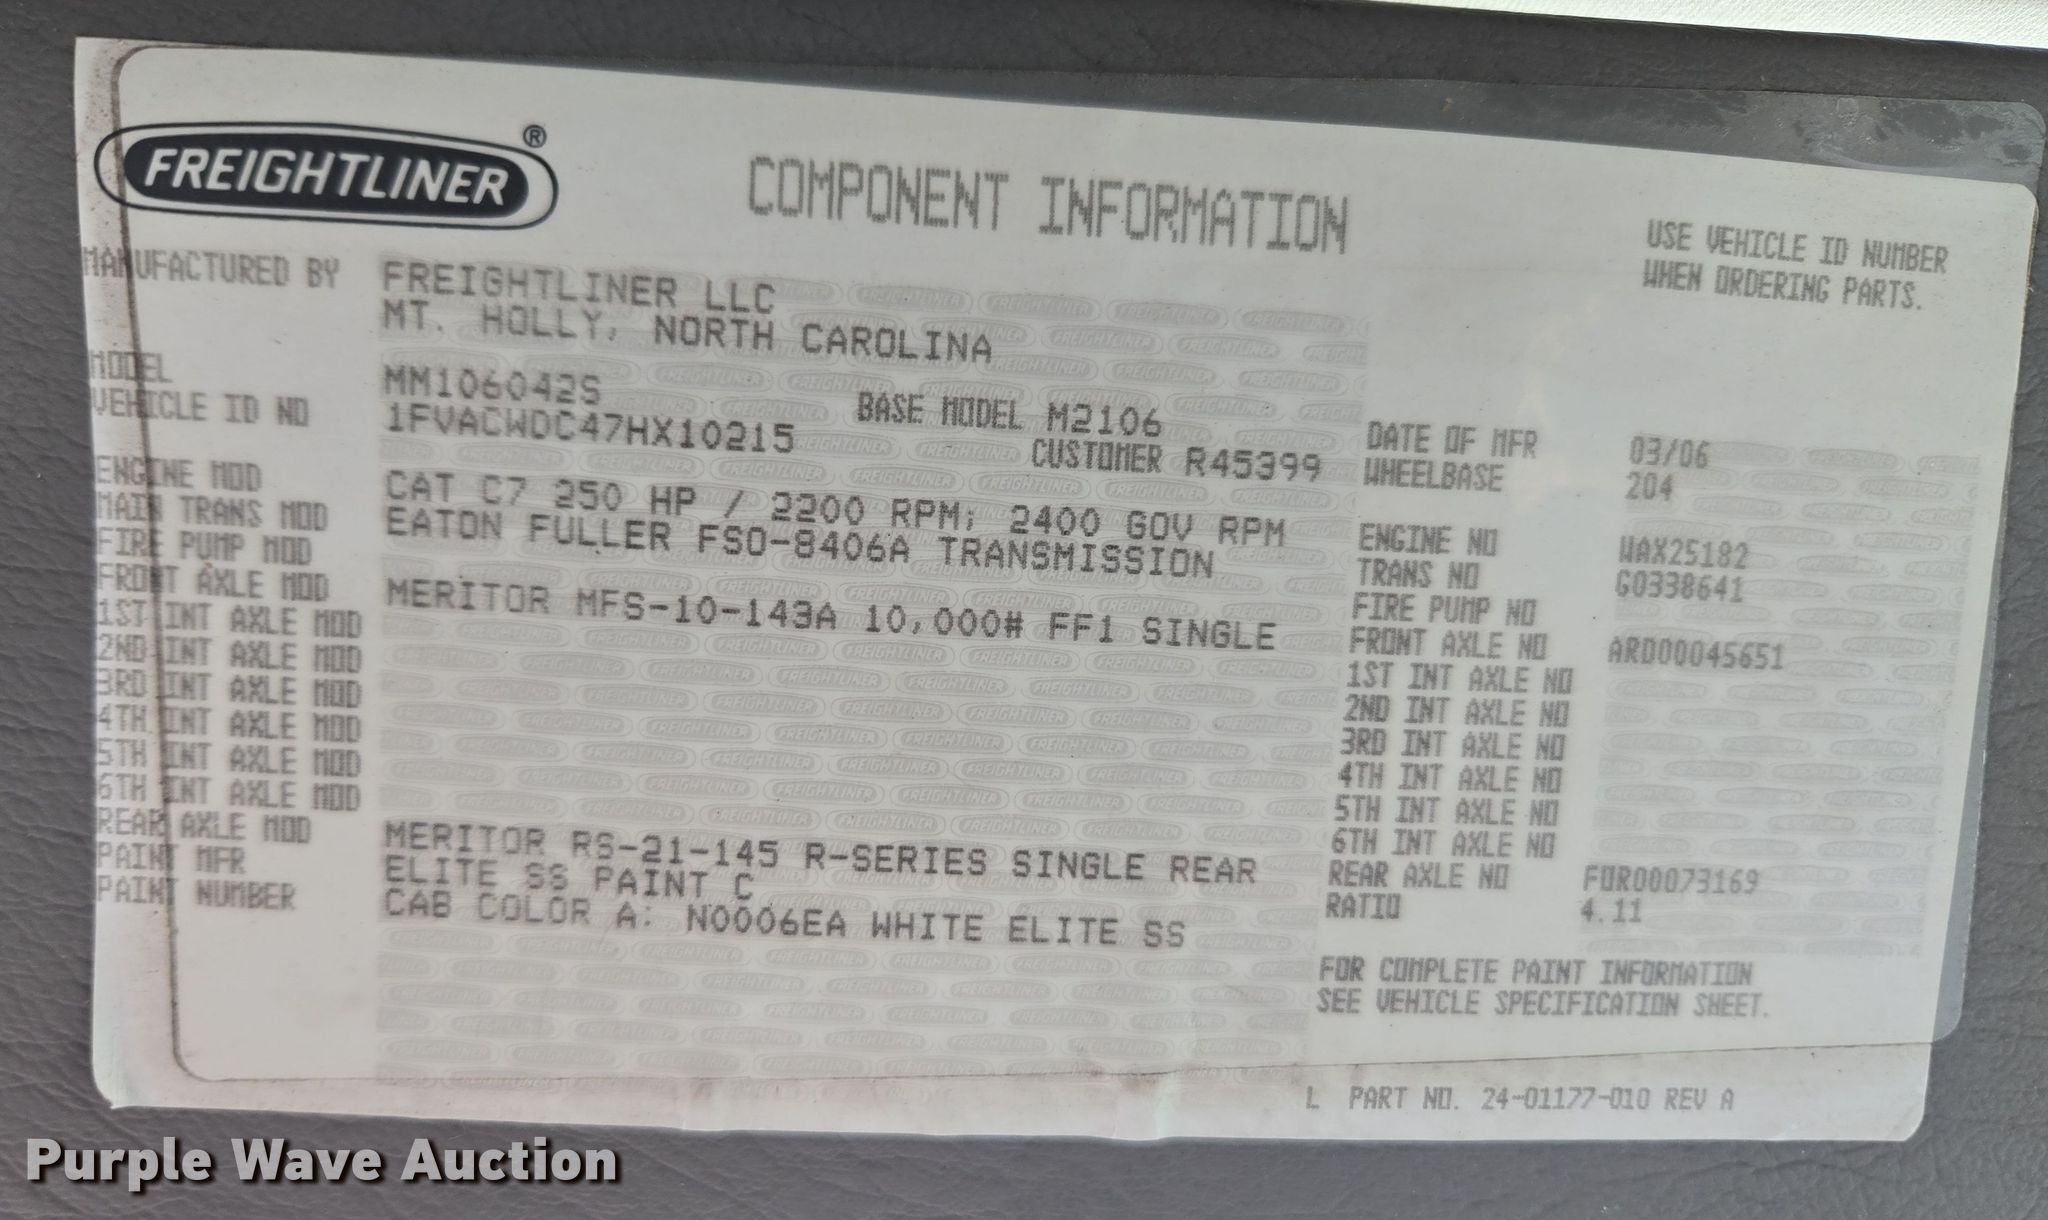 FREIGHTLINER®
COMPONENT INFORMATION
USE VEHICLE ID NUMBER
WHEN ORDERING PARTS.
MANUFACTURED BY FREIGHTLINER LLC
MT. HOLLY, NORTH CAROLINA
MODEL MM106042S BASE MODEL M2106 DATE OF MFR 03/06
VEHICLE ID NO 1FVACWDC47HX10215 CUSTOMER R45399 WHEELBASE 204
ENGINE MOD CAT C7 250 HP / 2200 RPM; 2400 GOV RPM ENGINE NO WAX25182
MAIN TRANS MOD EATON FULLER FSO-8406A TRANSMISSION TRANS NO G0338641
FIRE PUMP MOD FIRE PUMP NO
FRONT AXLE MOD MERITOR MFS-10-143A 10,000# FF1 SINGLE FRONT AXLE NO ARD00045651
1ST INT AXLE MOD 1ST INT AXLE NO
2ND INT AXLE MOD 2ND INT AXLE NO
3RD INT AXLE MOD 3RD INT AXLE NO
4TH INT AXLE MOD 4TH INT AXLE NO
5TH INT AXLE MOD 5TH INT AXLE NO
6TH INT AXLE MOD 6TH INT AXLE NO
REAR AXLE MOD MERITOR RS-21-145 R-SERIES SINGLE REAR REAR AXLE NO FOR00073169
PAINT MFR ELITE SS PAINT C RATIO 4.11
PAINT NUMBER CAB COLOR A: N0006EA WHITE ELITE SS
FOR COMPLETE PAINT INFORMATION
SEE VEHICLE SPECIFICATION SHEET.
L PART NO. 24-01177-010 REV A
Purple Wave Auction